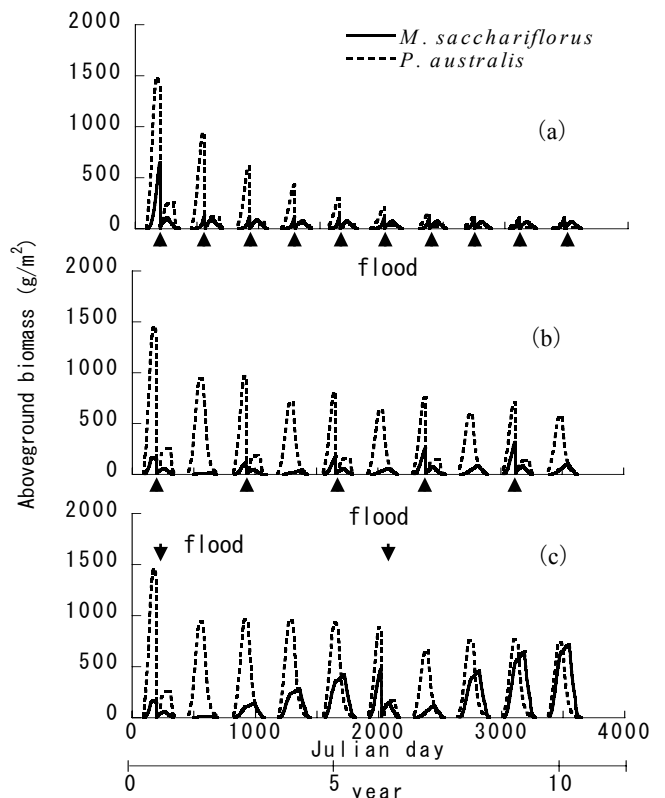 2000
M. sacchariflorus
P. australis
1500
1000
(a)
500
0
flood
2000
1500
(b)
1000
500
0
Aboveground biomass (g/m²)
flood
2000
flood
(c)
1500
1000
500
0
0 1000 2000 3000 4000
Julian day
0 5 10
year